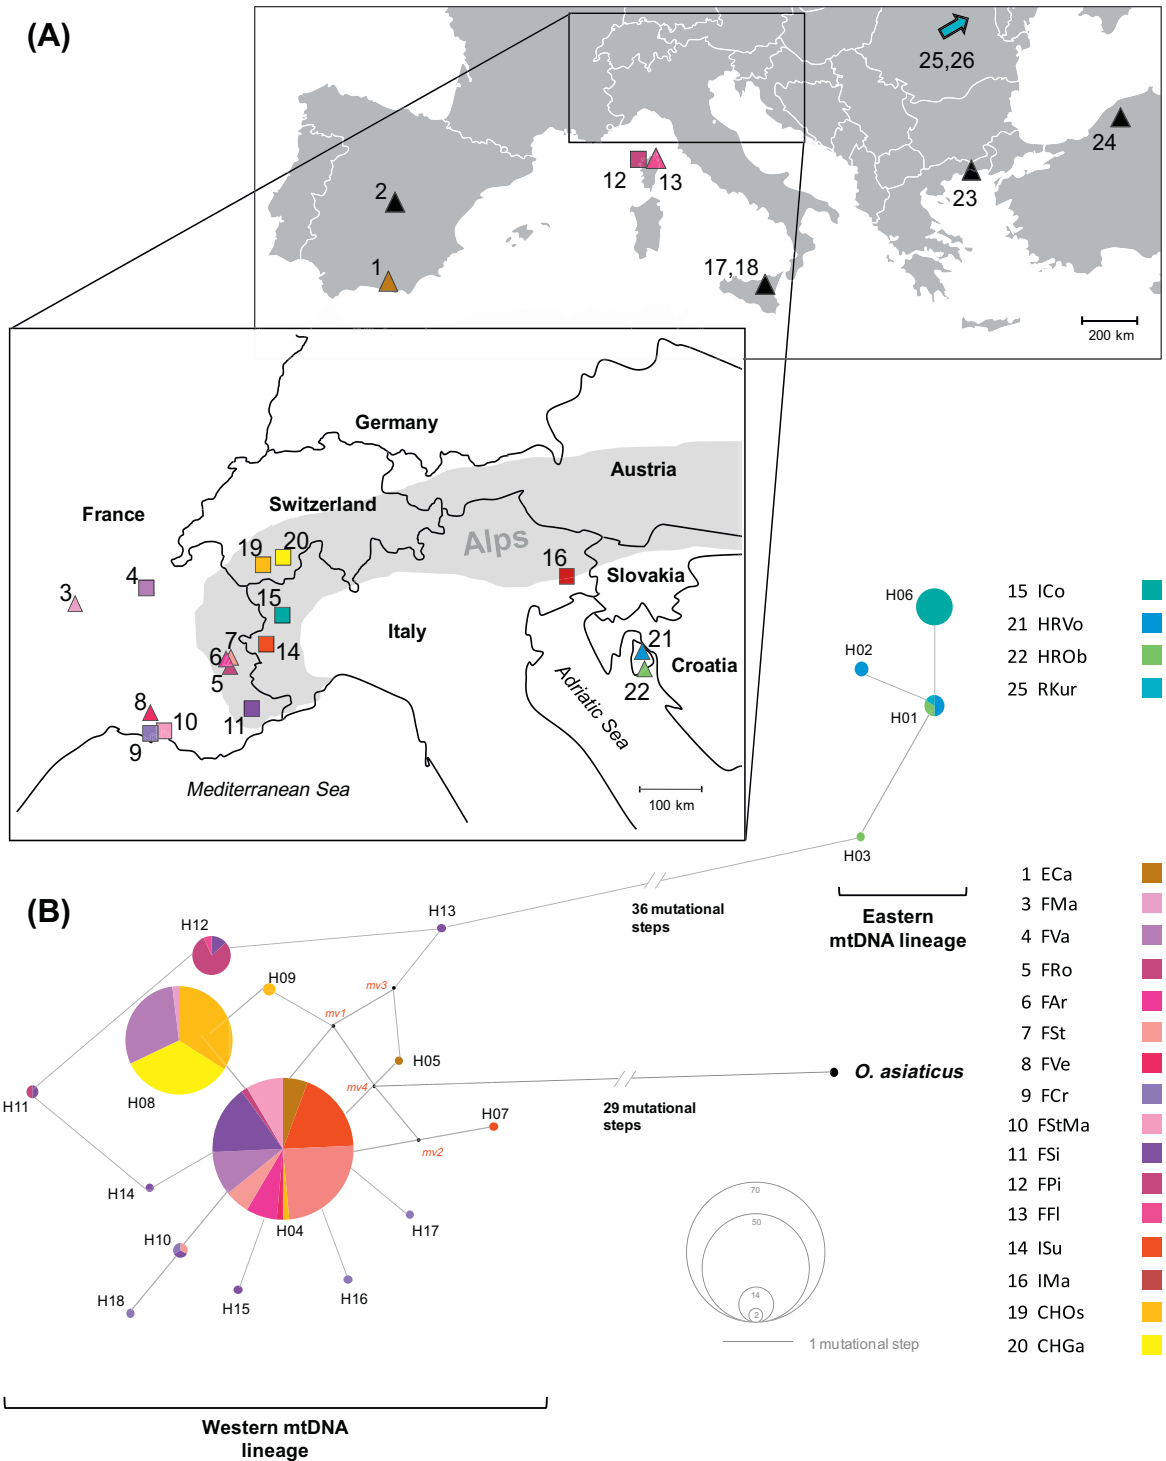 (A)
25,26
24
2
12
13
23
1
17,18
200 km
Germany
Austria
France
Switzerland
Alps
19
20
16
4
3
Slovakia
15
Italy
7
14
21
6
5
Croatia
22
8
10
11
9
Adriatic Sea
Mediterranean Sea
100 km
H06
H02
H01
H03
15 ICo
21 HRVo
22 HROb
25 RKur
36 mutational
steps
Eastern
mtDNA lineage
(B)
H12
H13
H09
mv3
mv1
H05
mv4
H08
H11
O. asiaticus
29 mutational
steps
H07
mv2
H14
H04
H17
H10
H15
H16
H18
70
50
14
2
1 mutational step
1 ECa
3 FMa
4 FVa
5 FRo
6 FAr
7 FSt
8 FVe
9 FCr
10 FStMa
11 FSi
12 FPi
13 FFl
14 ISu
16 IMa
19 CHOs
20 CHGa
Western mtDNA
lineage